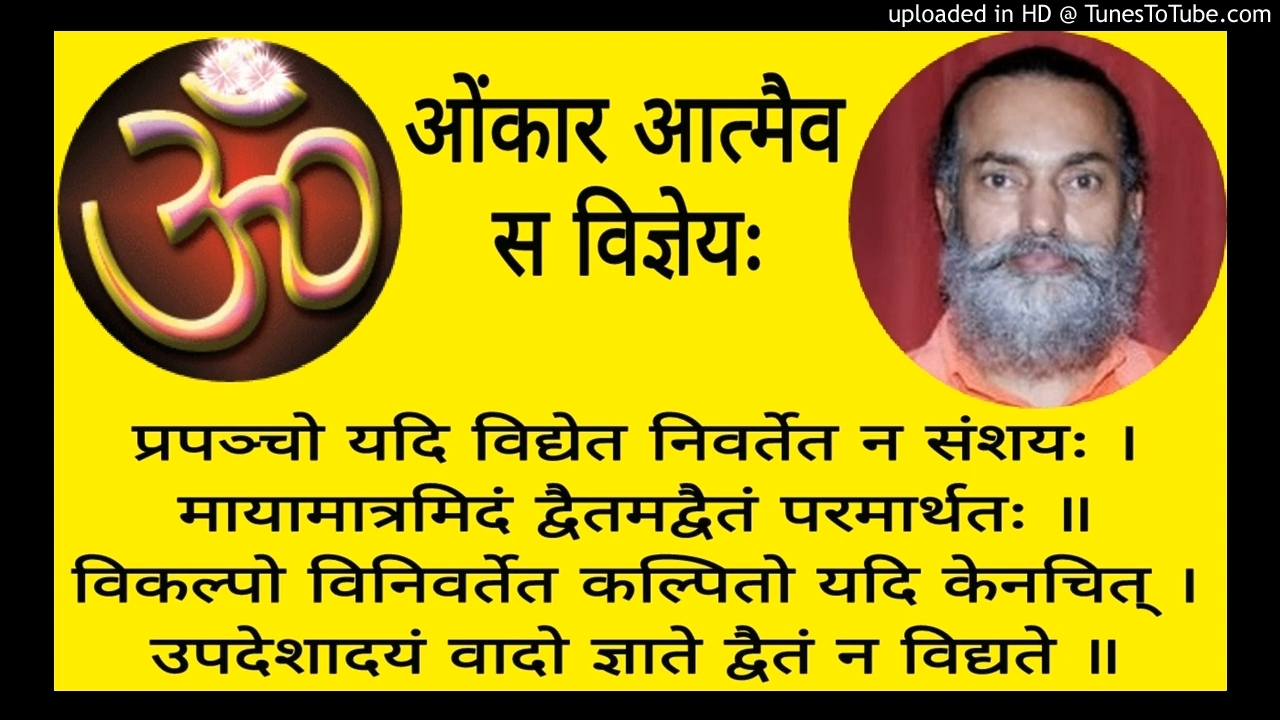 uploaded in HD @ TunesToTube.com
ओंकार आत्मैव
स विज्ञेयः
प्रपञ्चो यदि विद्येत निवर्तेत न संशयः ।
मायामात्रमिदं द्वैतमद्वैतं परमार्थतः ॥
विकल्पो विनिवर्तेत कल्पितो यदि केनचित् ।
उपदेशादयं वादो ज्ञाते द्वैतं न विद्यते ॥